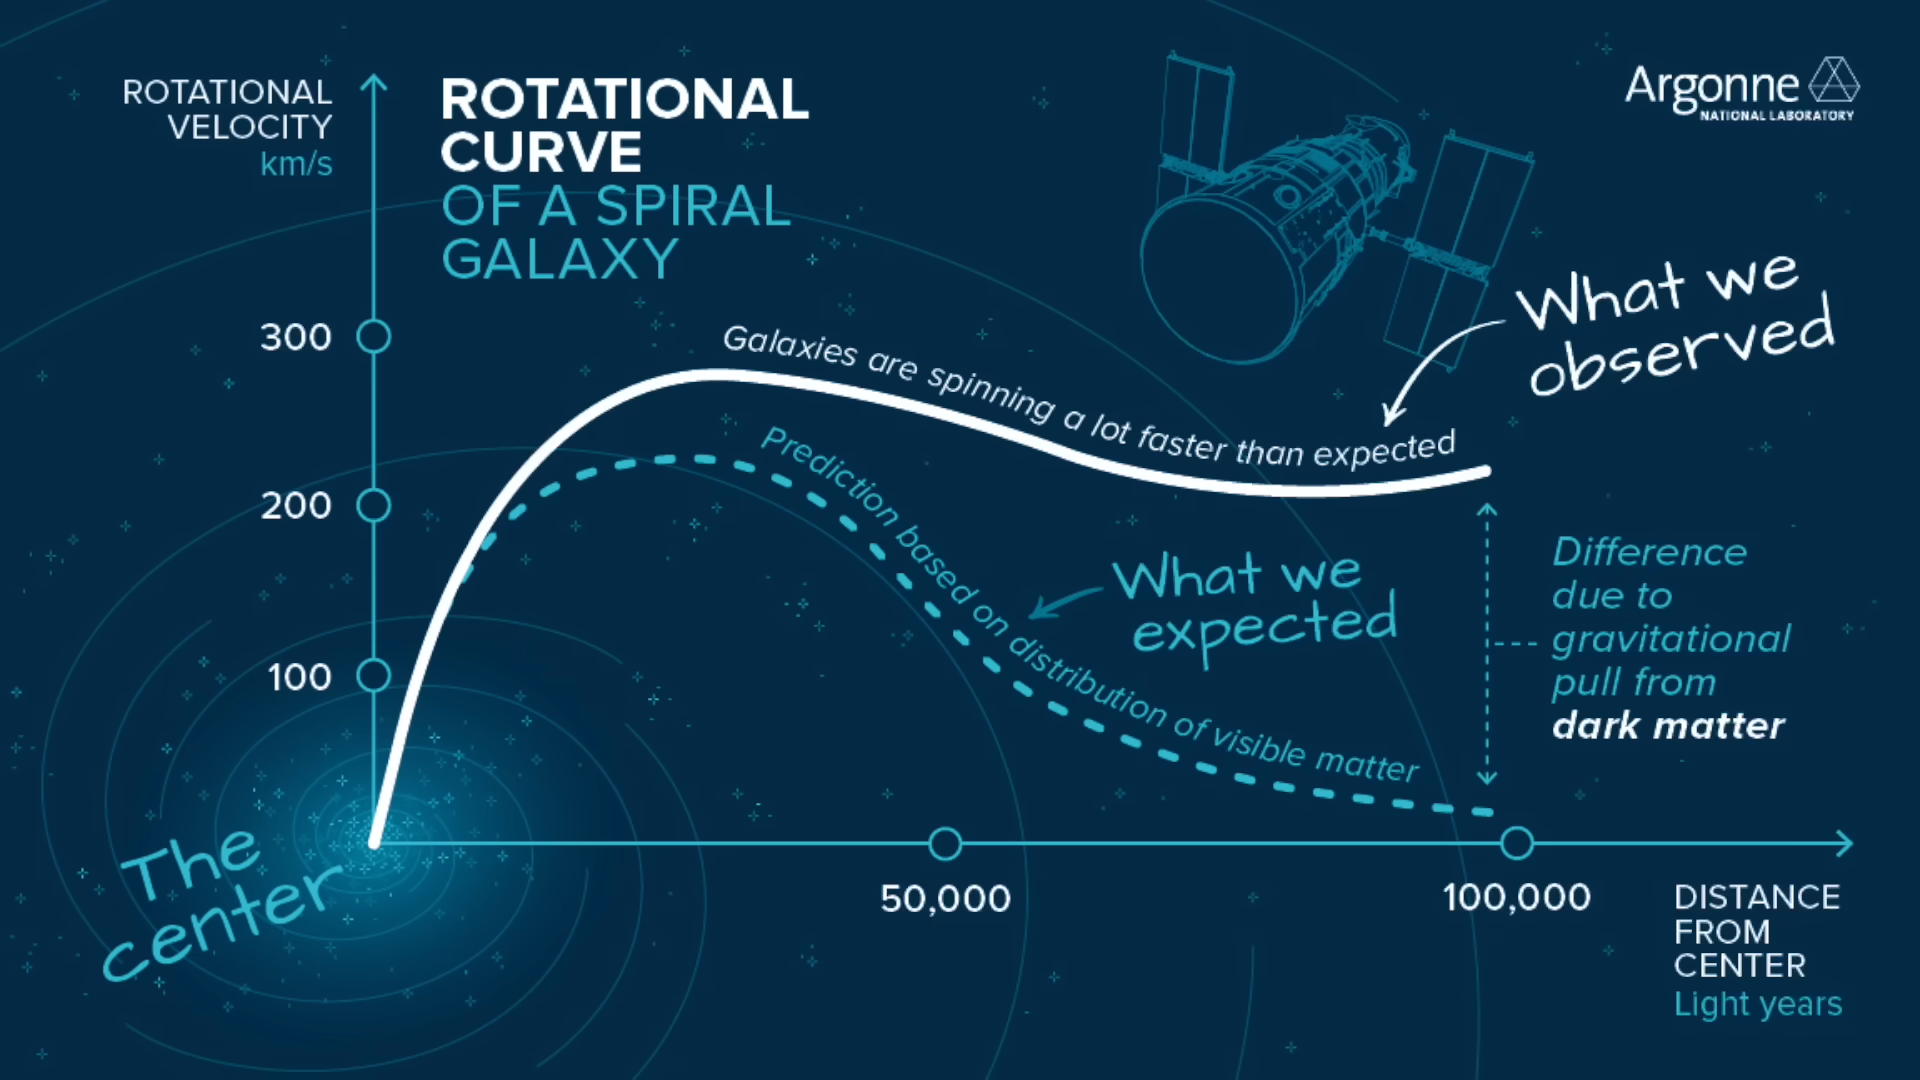 ROTATIONAL
VELOCITY
km/s
ROTATIONAL
CURVE
OF A SPIRAL
GALAXY
Argonne
NATIONAL LABORATORY
What we
observed
300
Galaxies are spinning a lot faster than expected
200
Prediction based on distribution of visible matter
What we
expected
Difference
due to
gravitational
pull from
dark matter
100
The
center
50,000
100,000
DISTANCE
FROM
CENTER
Light years